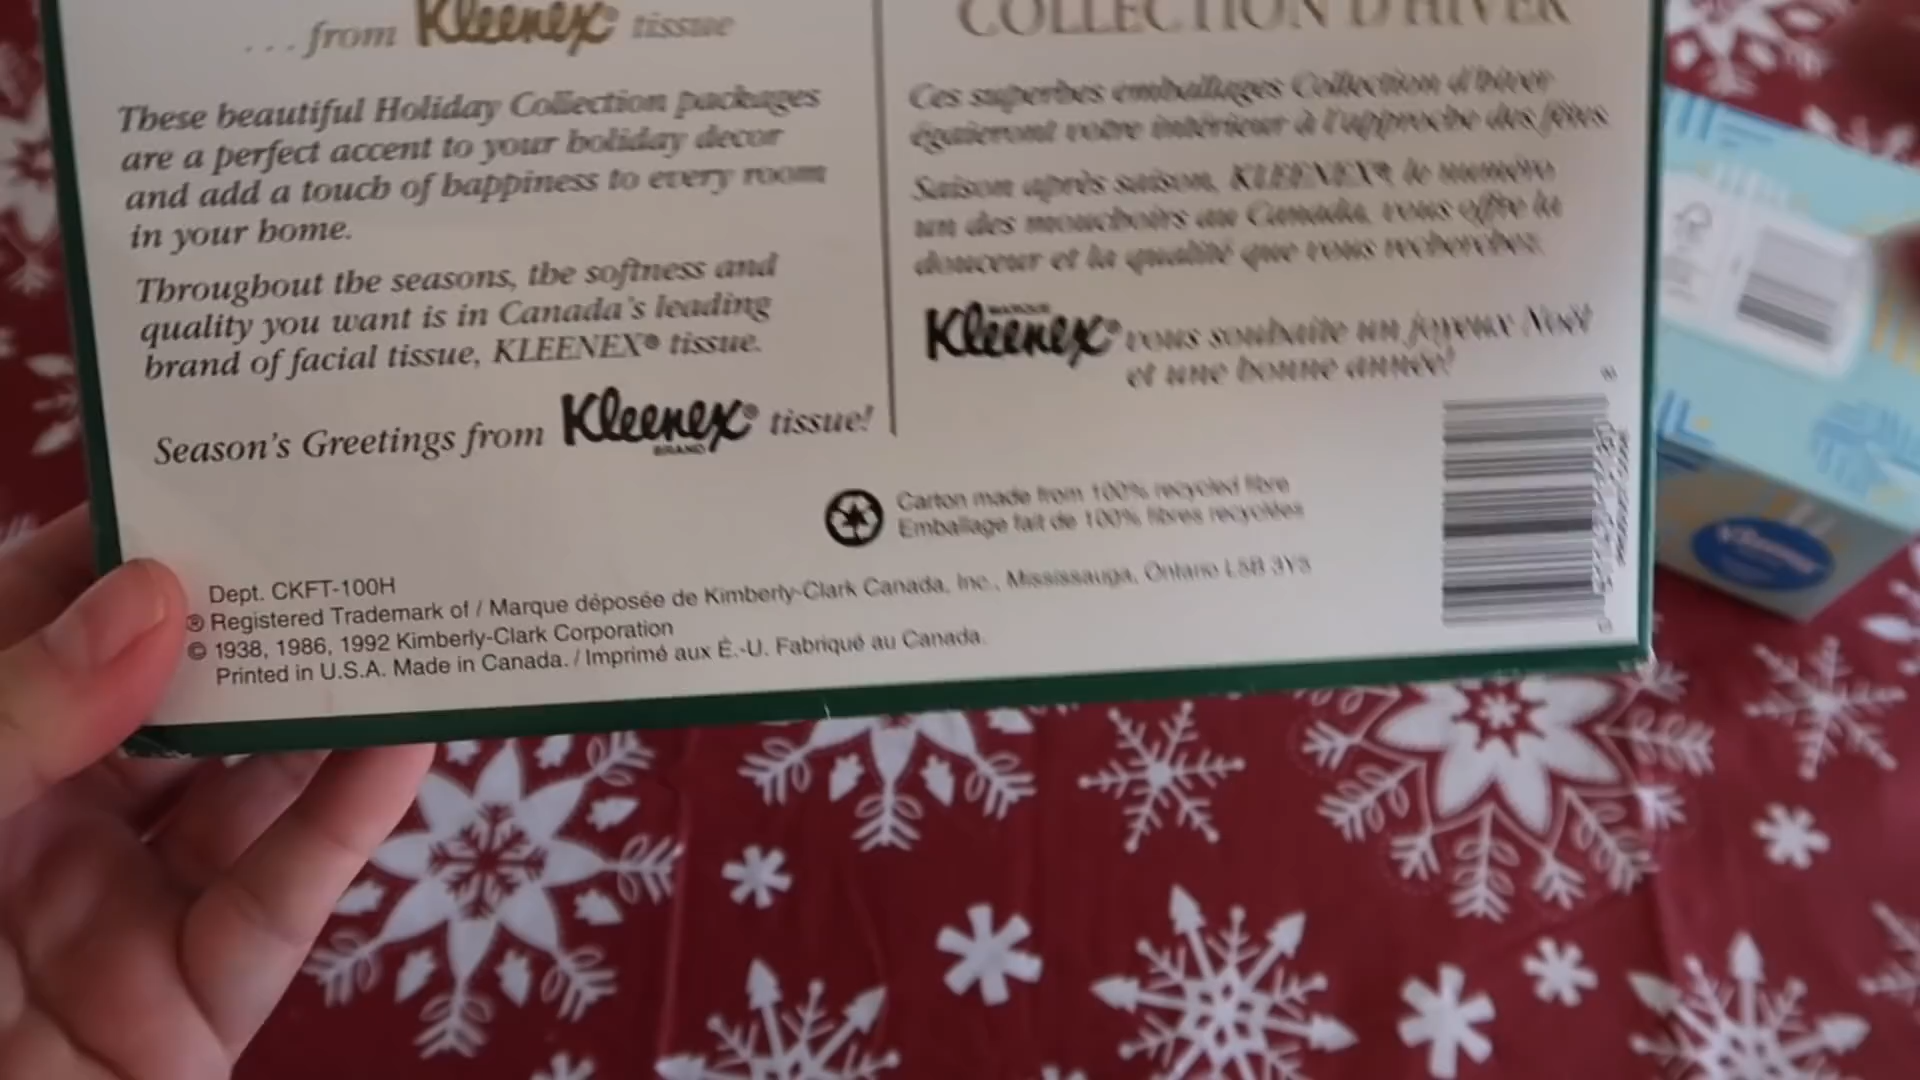 ...from Kleenex® tissue
These beautiful Holiday Collection packages
are a perfect accent to your holiday decor
and add a touch of happiness to every room
in your home.
Throughout the seasons, the softness and
quality you want is in Canada's leading
brand of facial tissue, KLEENEX® tissue.
Season's Greetings from Kleenex® tissue!
BRAND
COLLECTION D'HIVER
Ces superbes emballages Collection d'hiver
égaieront votre intérieur à l'approche des fêtes.
Saison après saison, KLEENEX®, le numéro
un des mouchoirs au Canada, vous offre la
douceur et la qualité que vous recherchez.
MARQUE
Kleenex® vous souhaite un joyeux Noël
et une bonne année!
Carton made from 100% recycled fibre
Emballage fait de 100% fibres recyclées
Dept. CKFT-100H
® Registered Trademark of / Marque déposée de Kimberly-Clark Canada, Inc., Mississauga, Ontario L5B 3Y5
© 1938, 1986, 1992 Kimberly-Clark Corporation
Printed in U.S.A. Made in Canada. / Imprimé aux É.-U. Fabriqué au Canada.
Kleenex